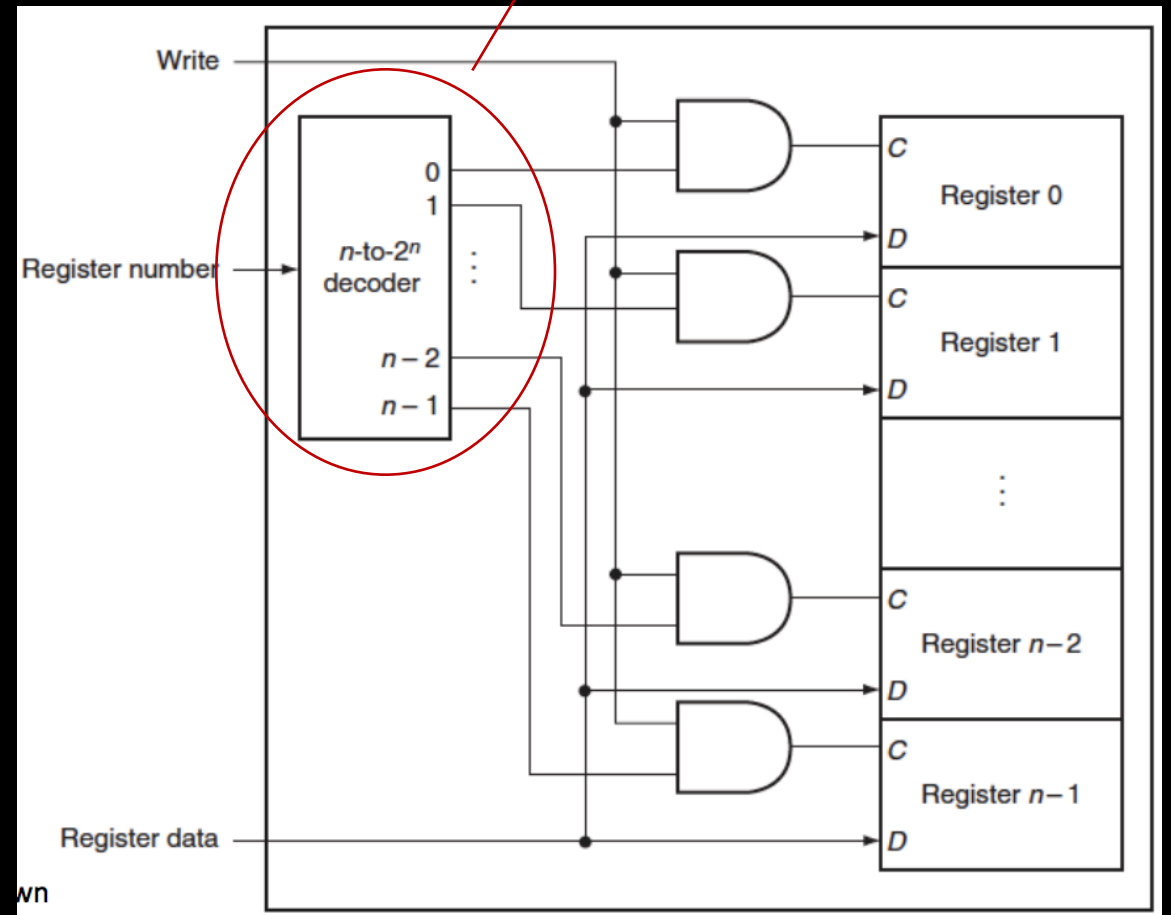 Write
0
C
Register 0
1
D
n-to-2ⁿ
decoder
⋮
Register number
C
Register 1
n – 2
D
n – 1
⋮
C
Register n – 2
D
C
Register n – 1
Register data
D
wn